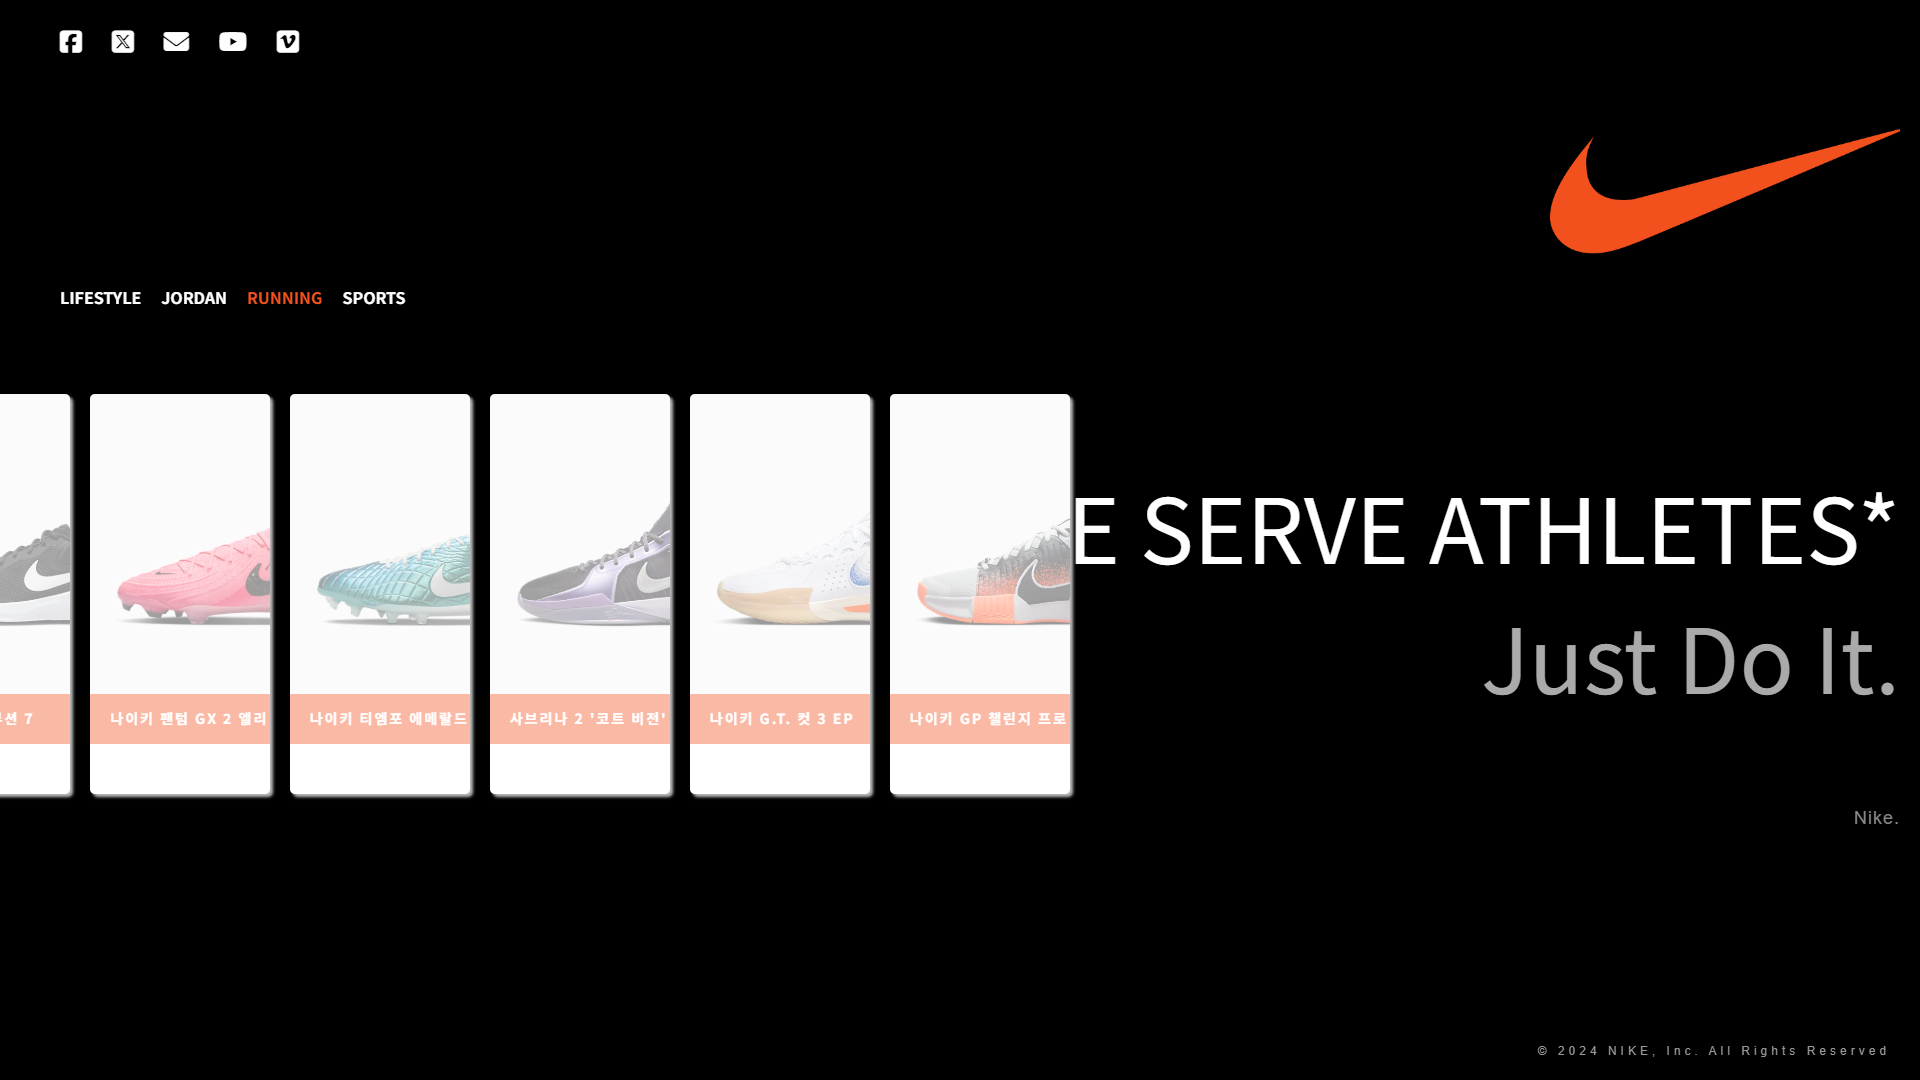 LIFESTYLE JORDAN RUNNING SPORTS
E SERVE ATHLETES*
Just Do It.
션 7
나이키 팬텀 GX 2 엘리
나이키 티엠포 에메랄드
사브리나 2 '코트 비전'
나이키 G.T. 컷 3 EP
나이키 GP 챌린지 프로
Nike.
© 2024 NIKE, Inc. All Rights Reserved